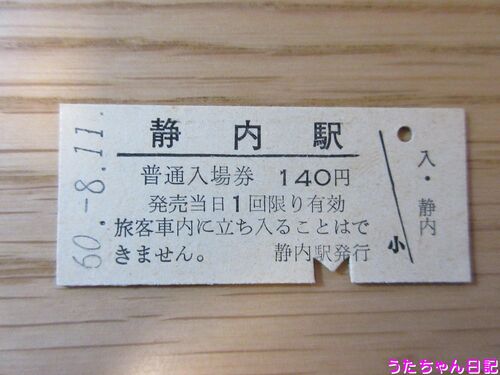 60.-8.11.
静内駅
普通入場券 140円
発売当日1回限り有効
旅客車内に立ち入ることはで
きません。 静内駅発行
小
入・静内
うたちゃん日記